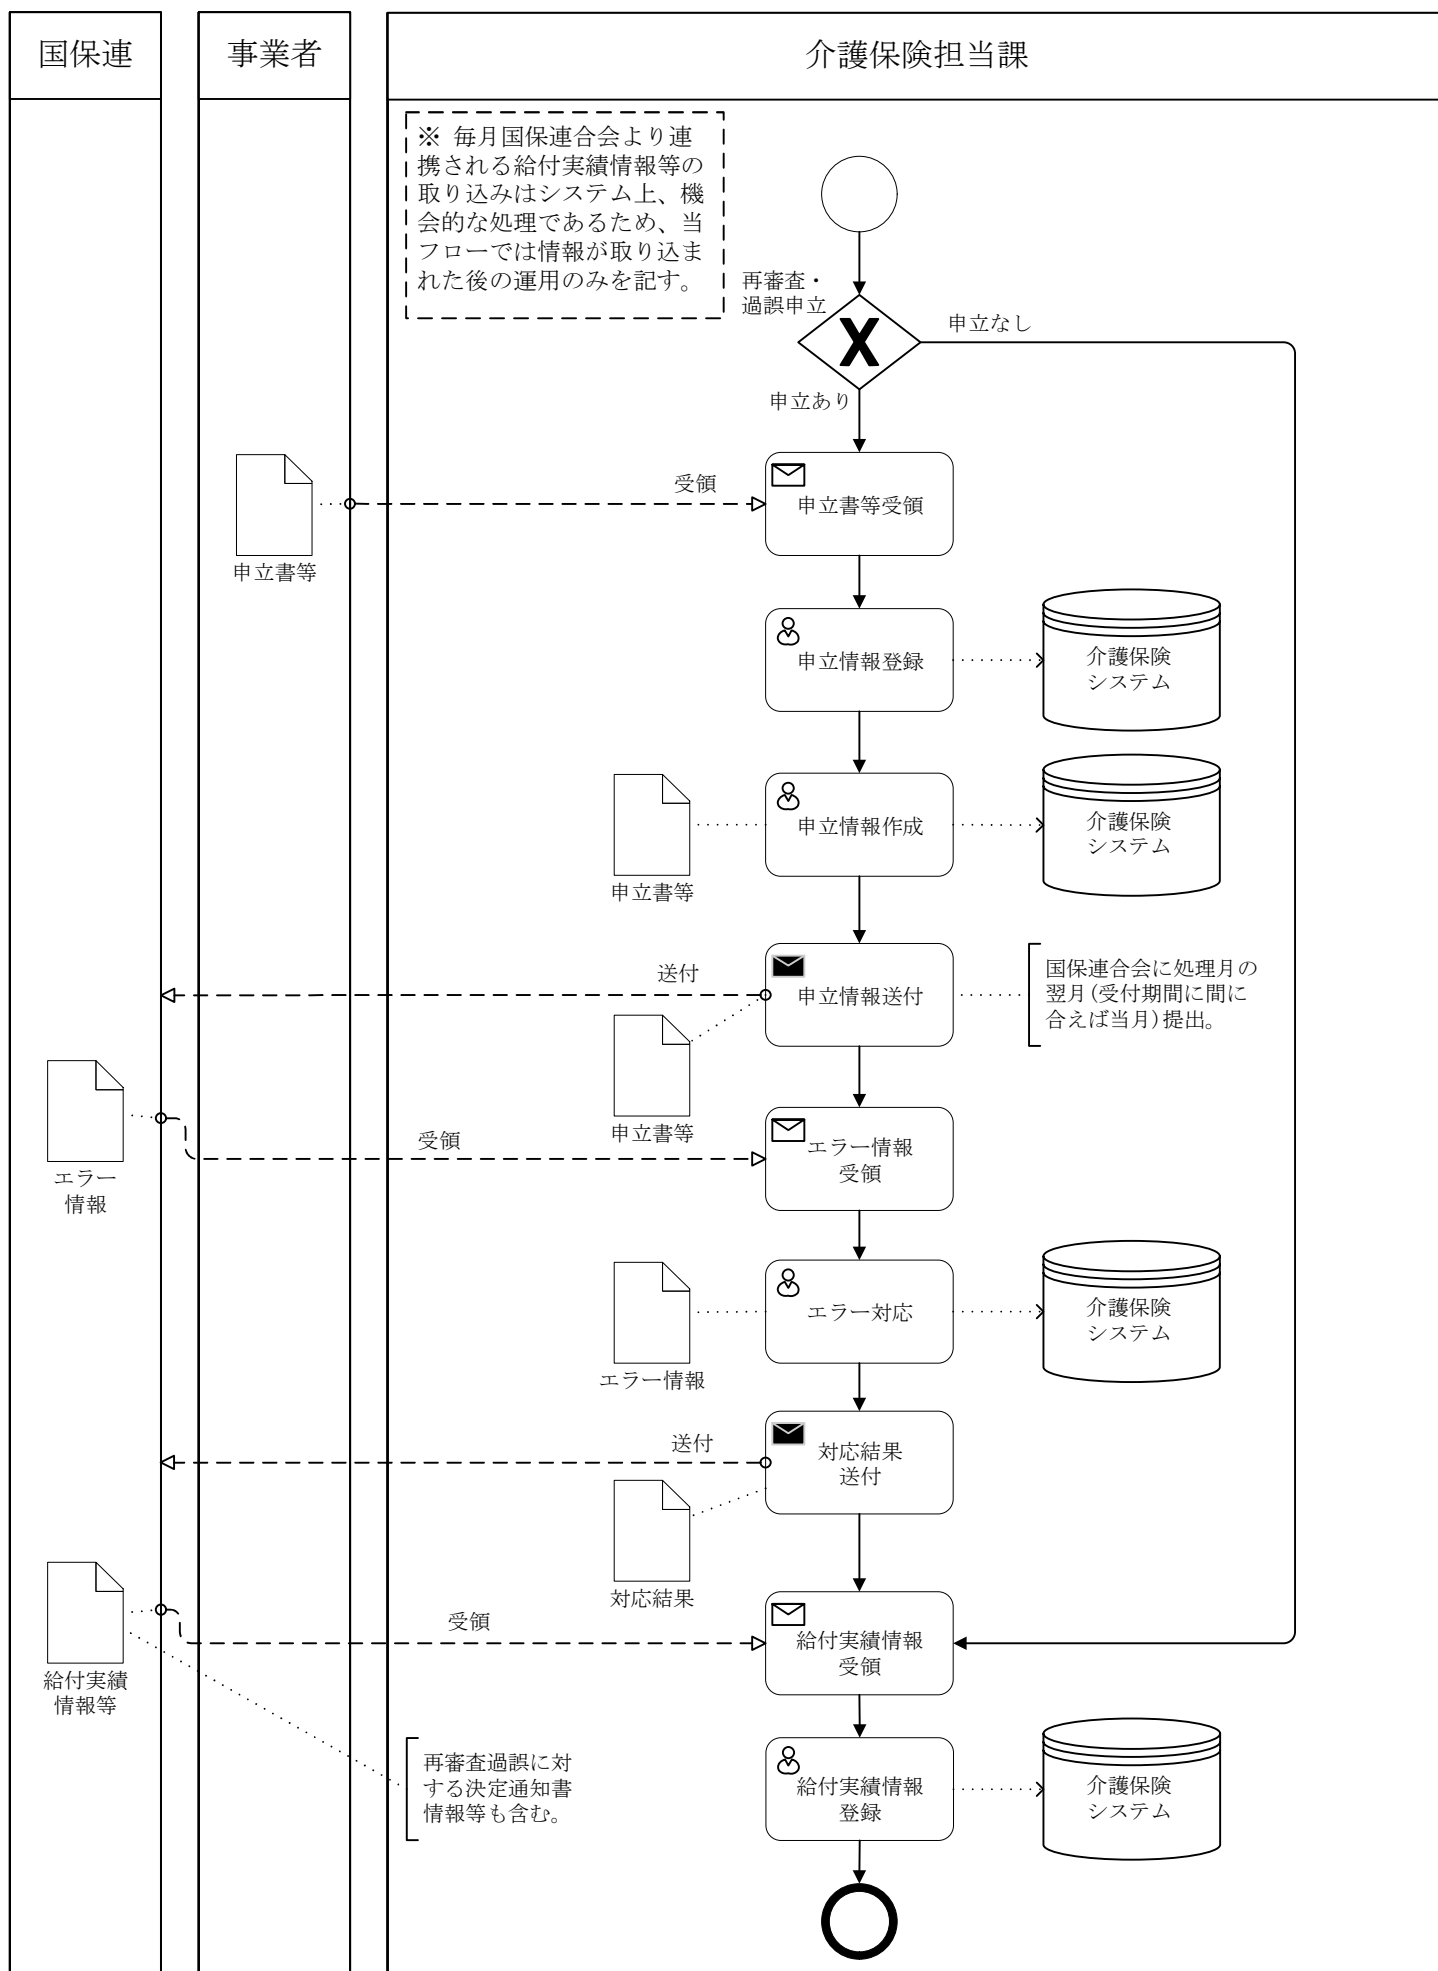 国保連
事業者
介護保険担当課
※ 毎月国保連合会より連
携される給付実績情報等の
取り込みはシステム上、機
会的な処理であるため、当
フローでは情報が取り込ま
れた後の運用のみを記す。
再審査・
過誤申立
申立なし
申立あり
受領
申立書等受領
申立書等
申立情報登録
介護保険
システム
申立情報作成
介護保険
システム
申立書等
送付
申立情報送付
国保連合会に処理月の
翌月(受付期間に間に
合えば当月)提出。
申立書等
受領
エラー情報
受領
エラー
情報
エラー対応
介護保険
システム
エラー情報
送付
対応結果
送付
対応結果
受領
給付実績情報
受領
給付実績
情報等
再審査過誤に対
する決定通知書
情報等も含む。
給付実績情報
登録
介護保険
システム